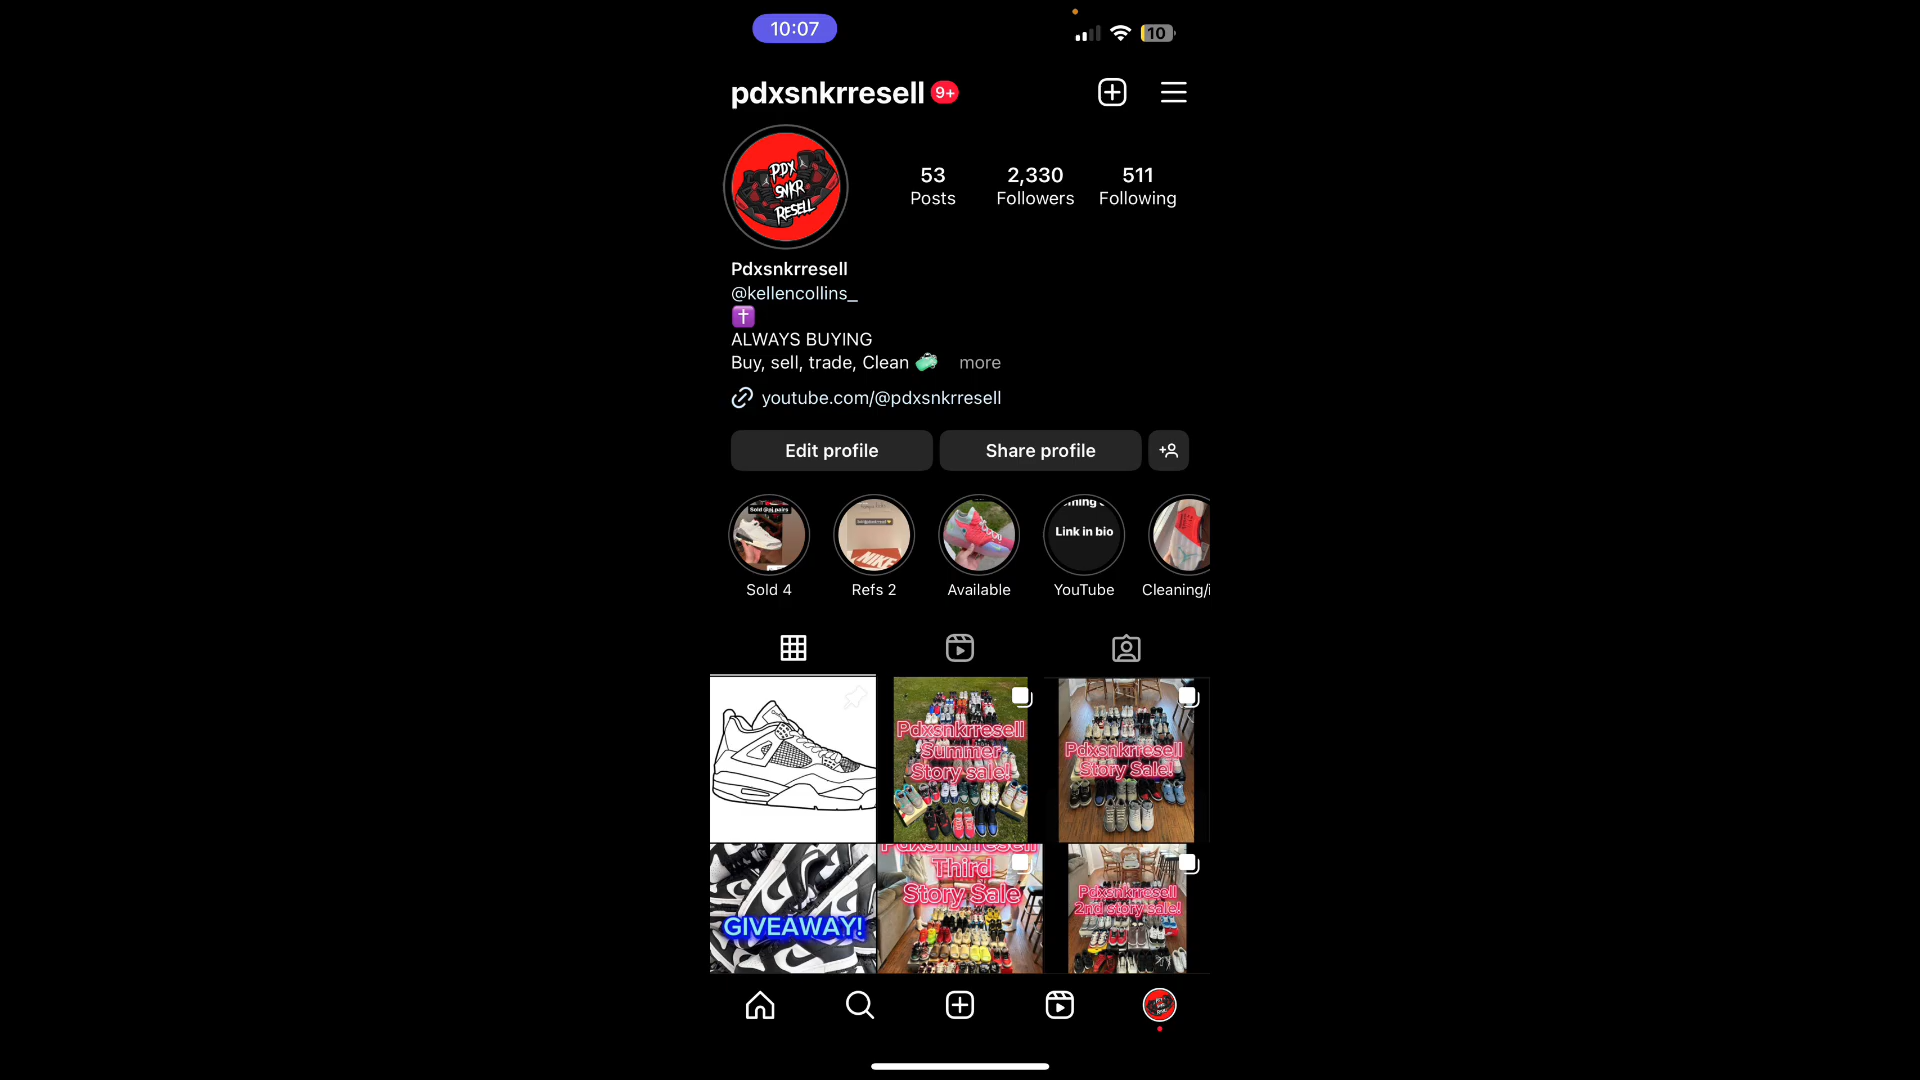 10:07
10
pdxsnkrresell 9+
PDX
SNKR
RESELL
53
Posts
2,330
Followers
511
Following
Pdxsnkrresell
@kellencollins_
ALWAYS BUYING
Buy, sell, trade, Clean more
youtube.com/@pdxsnkrresell
Edit profile
Share profile
NIKE
Link in bio
Sold 4
Refs 2
Available
YouTube
Cleaning/
Pdxsnkrresell
Summer
Story sale!
Pdxsnkrresell
Story Sale!
GIVEAWAY!
Pdxsnkrresell
Third
Story Sale
Pdxsnkrresell
2nd story sale!